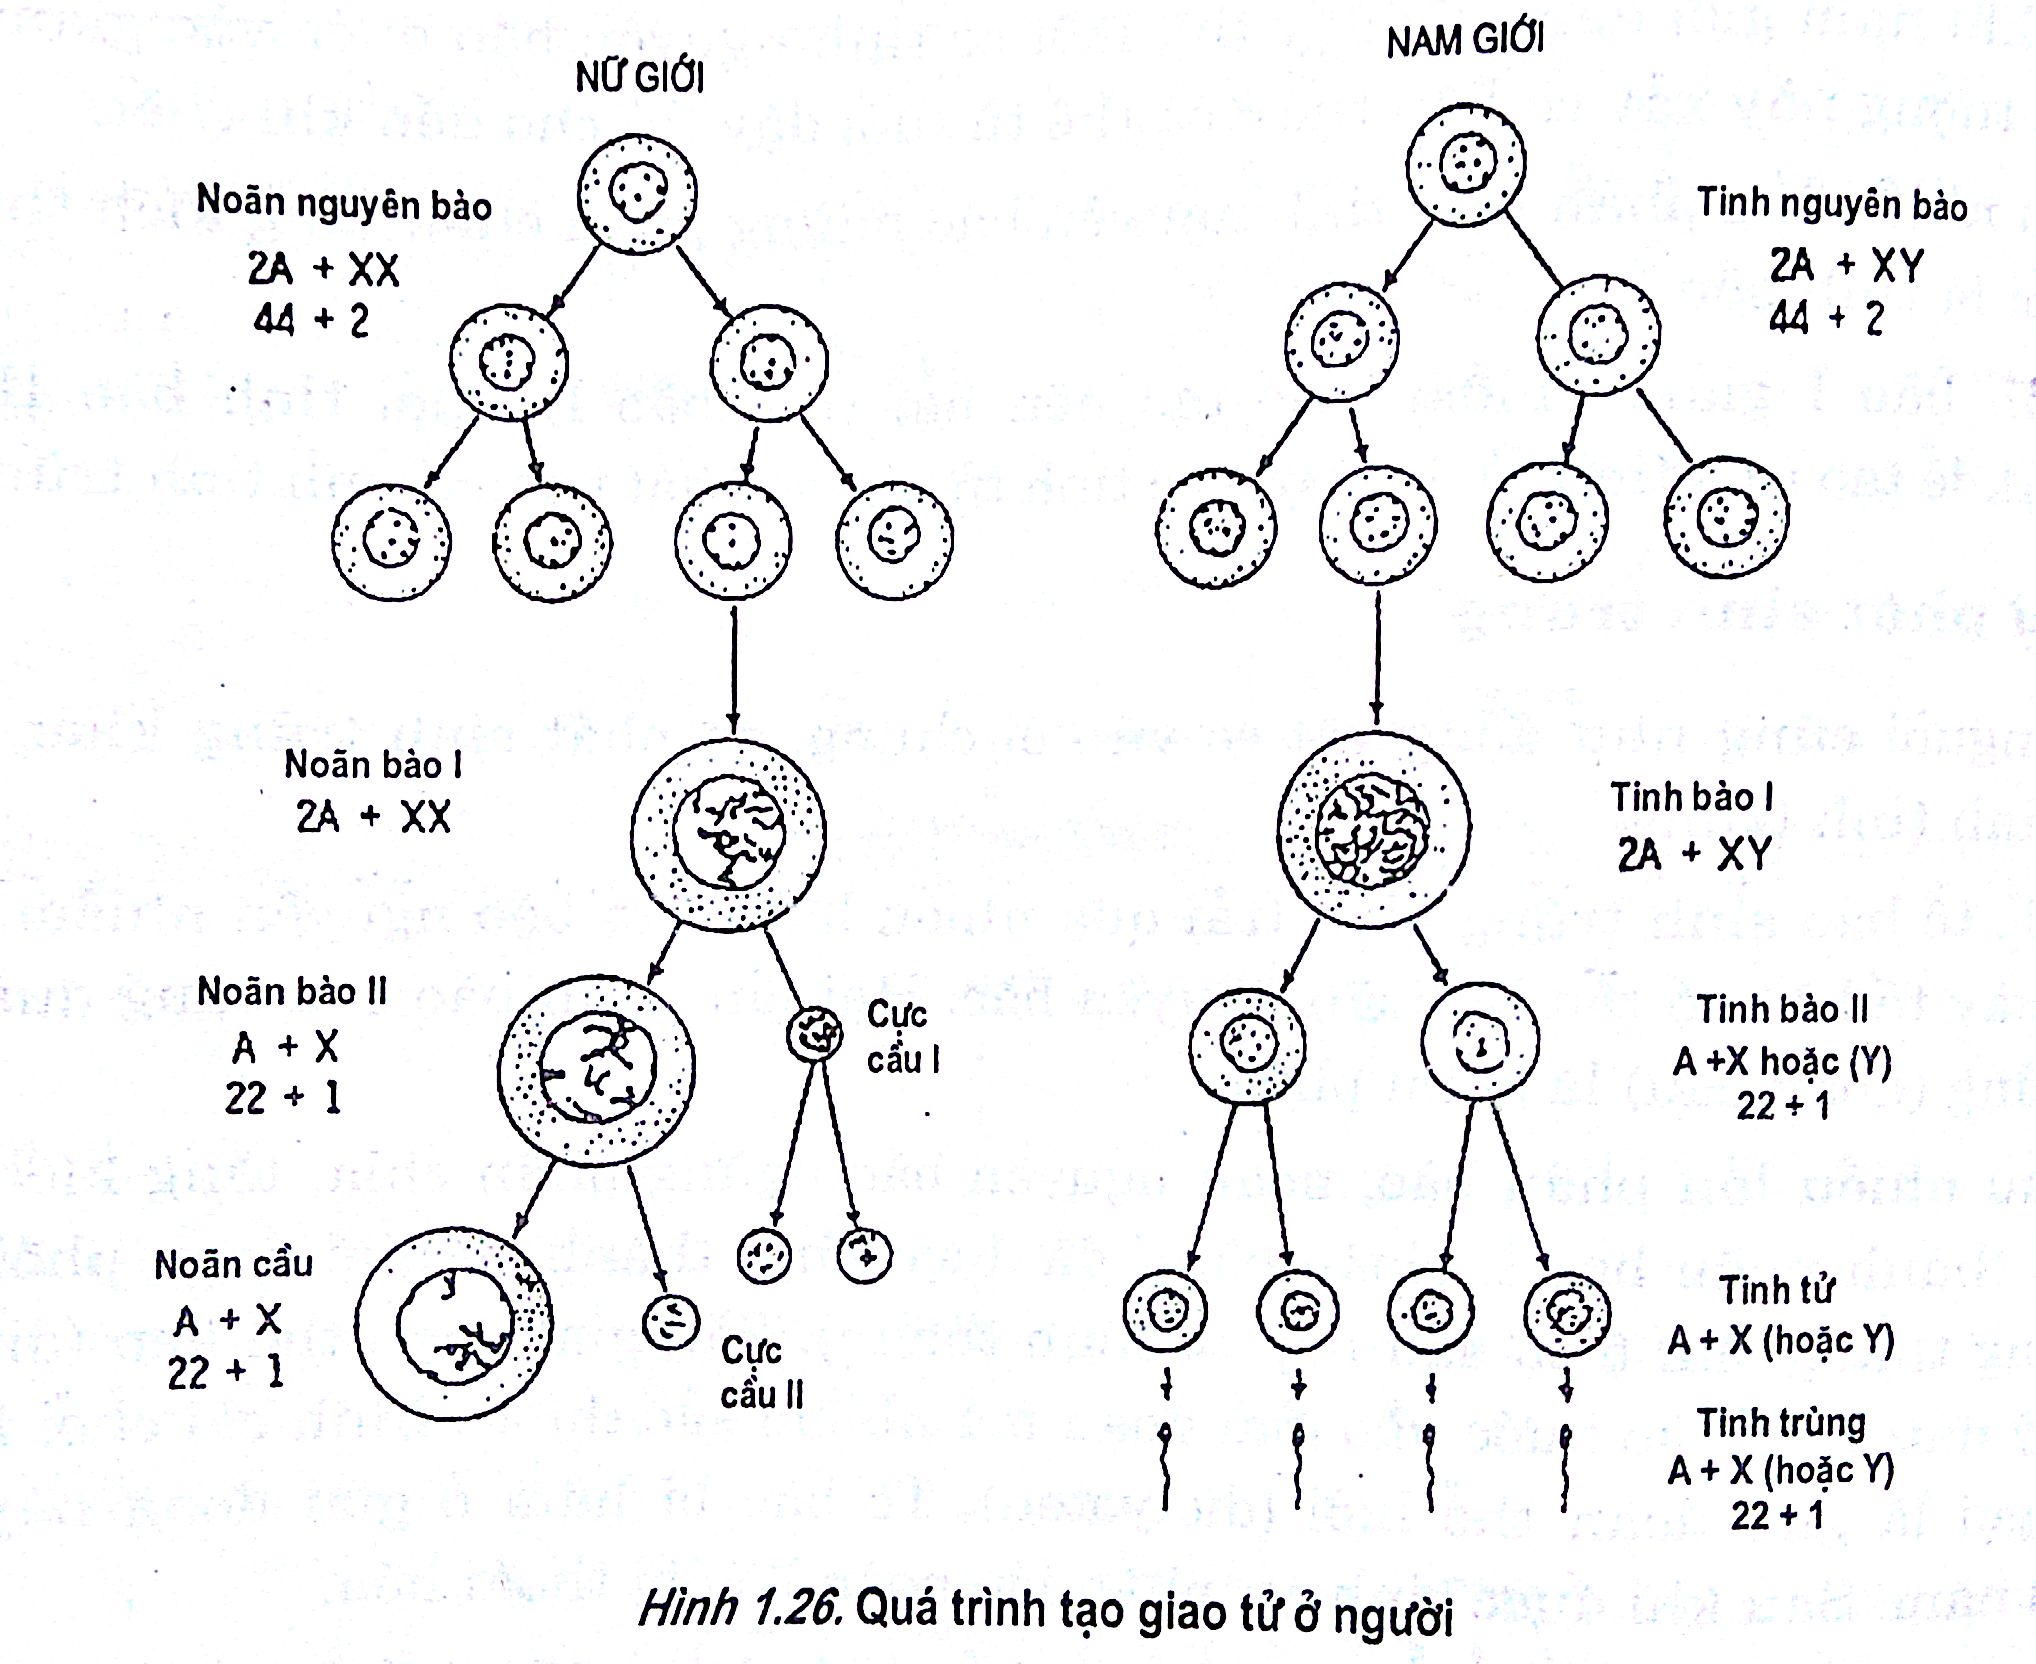 NỮ GIỚI
NAM GIỚI
Noãn nguyên bào
2A + XX
44 + 2
Tinh nguyên bào
2A + XY
44 + 2
Noãn bào I
2A + XX
Tinh bào I
2A + XY
Noãn bào II
A + X
22 + 1
Cực
cầu I
Tinh bào II
A +X hoặc (Y)
22 + 1
Noãn cầu
A + X
22 + 1
Cực
cầu II
Tinh tử
A + X (hoặc Y)
Tinh trùng
A + X (hoặc Y)
22 + 1
Hình 1.26. Quá trình tạo giao tử ở người